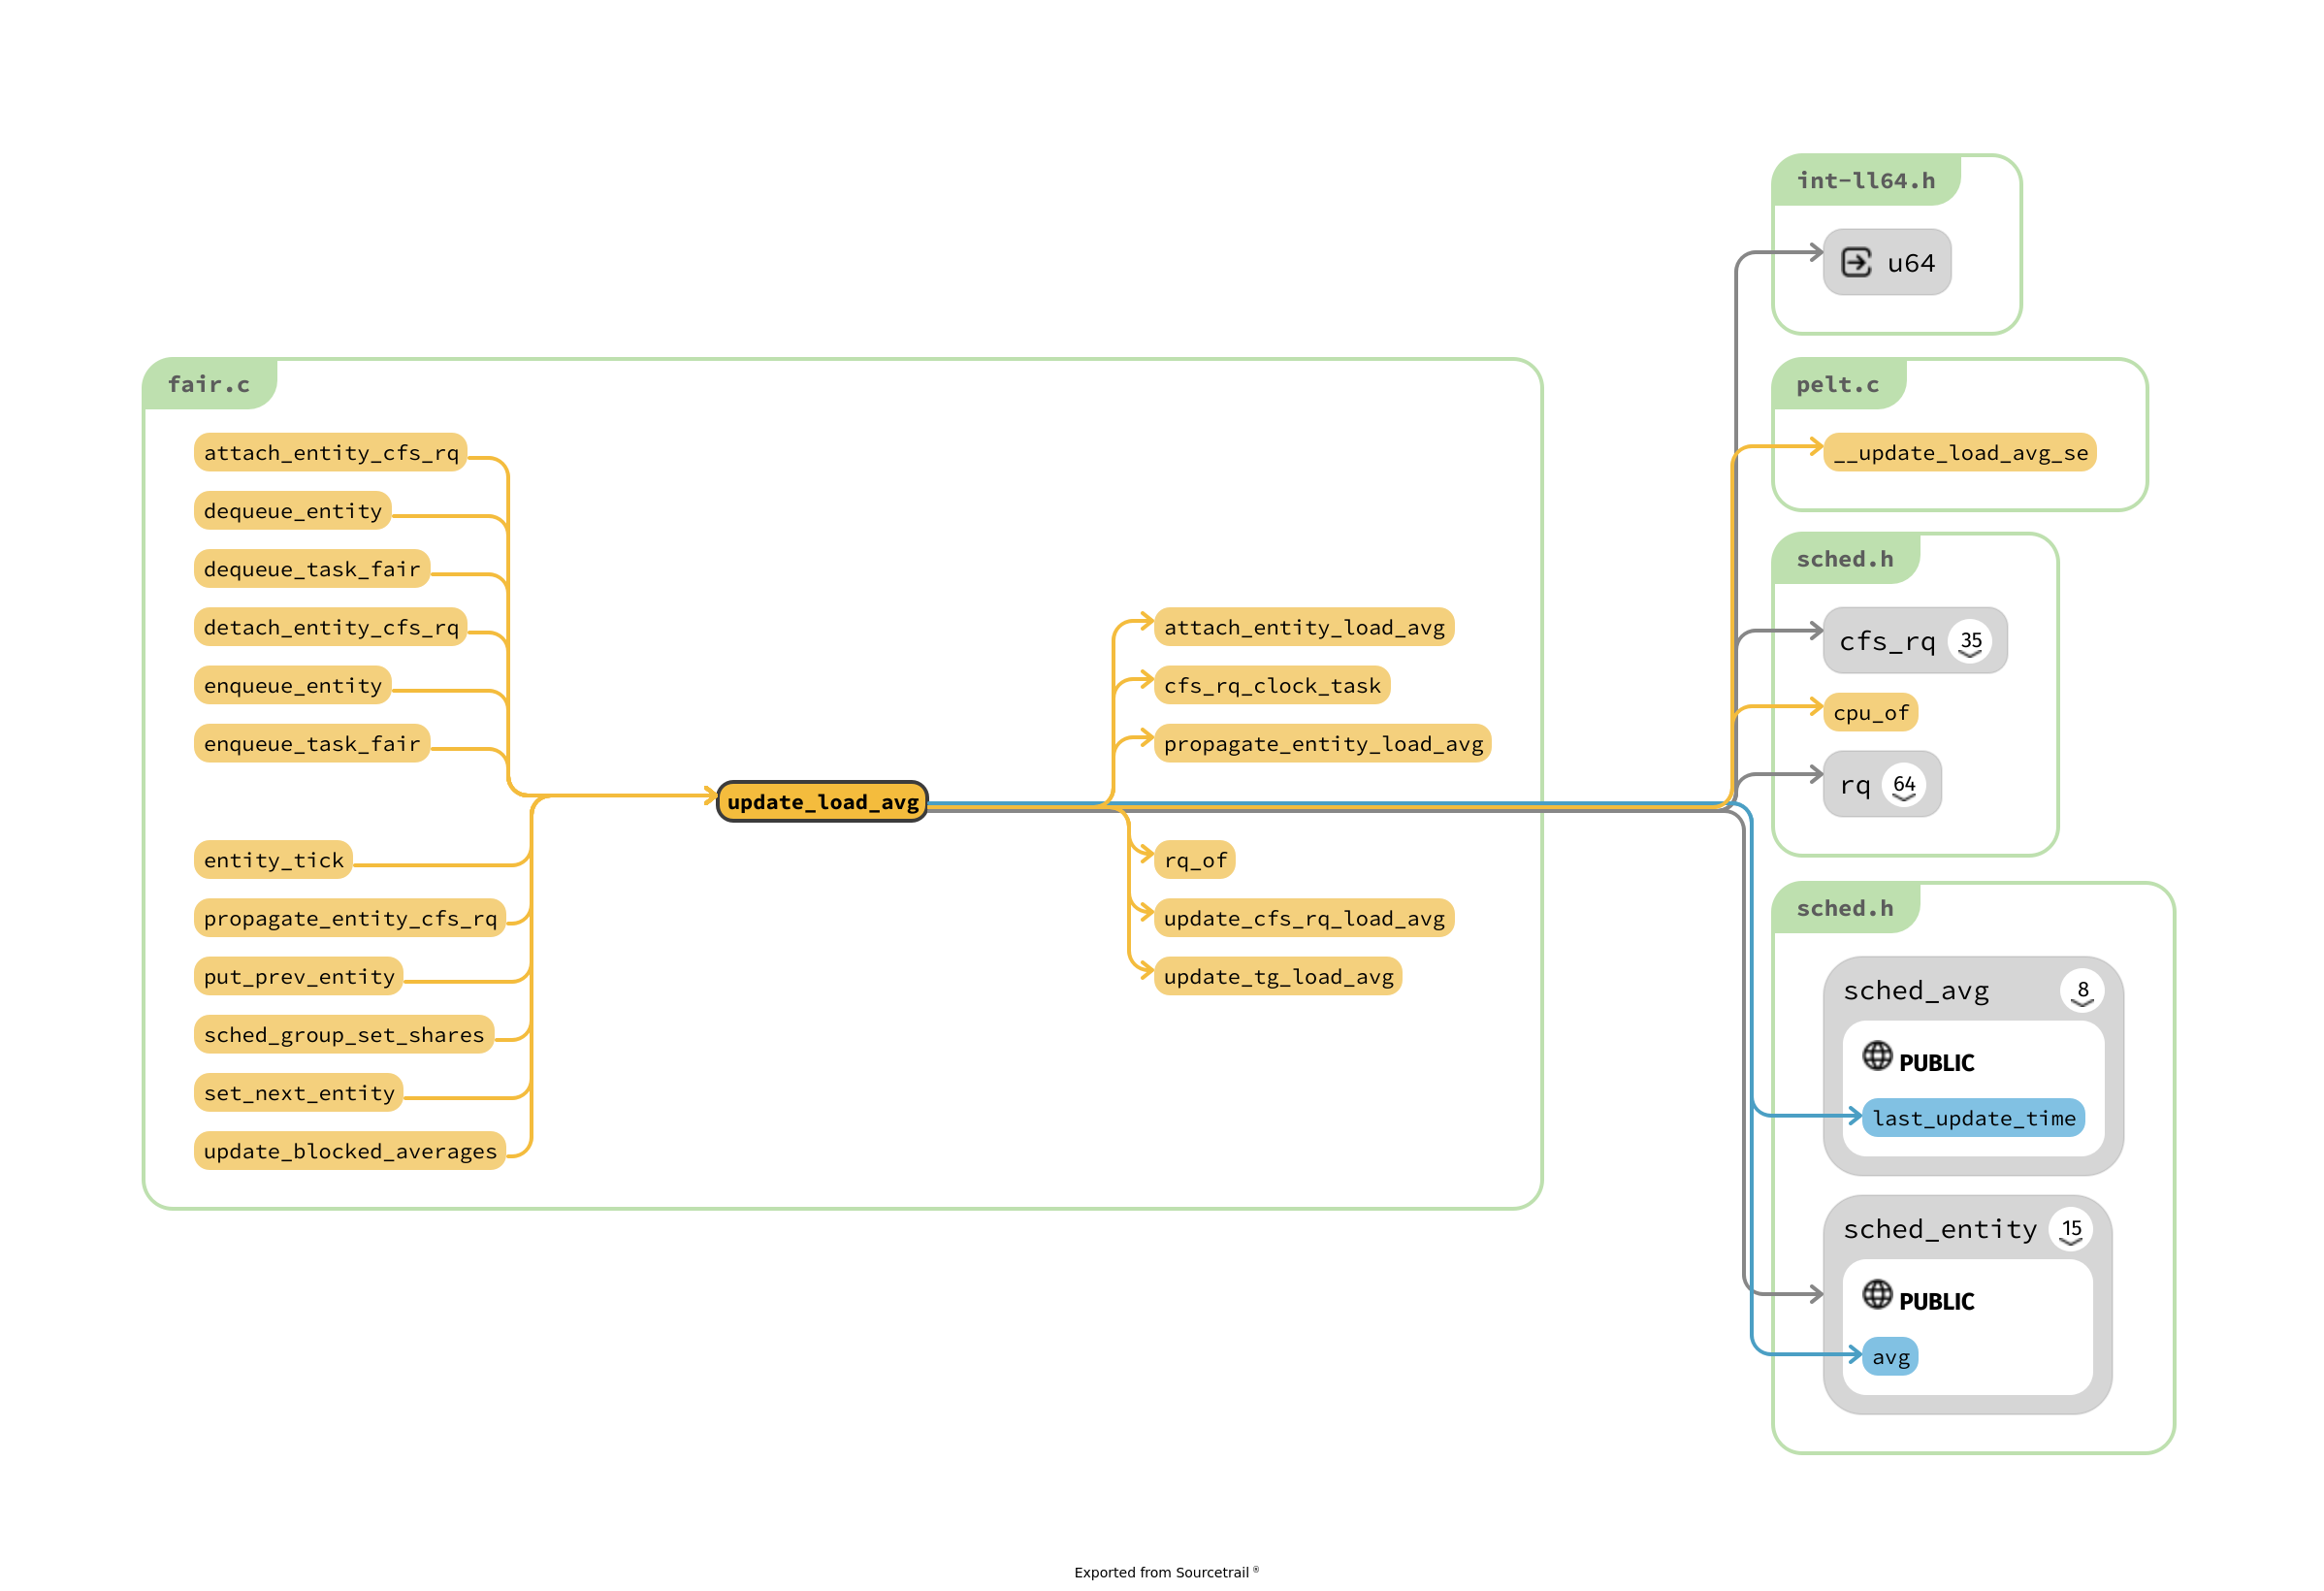 fair.c
attach_entity_cfs_rq
dequeue_entity
dequeue_task_fair
detach_entity_cfs_rq
enqueue_entity
enqueue_task_fair
entity_tick
propagate_entity_cfs_rq
put_prev_entity
sched_group_set_shares
set_next_entity
update_blocked_averages
update_load_avg
attach_entity_load_avg
cfs_rq_clock_task
propagate_entity_load_avg
rq_of
update_cfs_rq_load_avg
update_tg_load_avg
int-ll64.h
u64
pelt.c
__update_load_avg_se
sched.h
cfs_rq 35
cpu_of
rq 64
sched.h
sched_avg 8
PUBLIC
last_update_time
sched_entity 15
PUBLIC
avg
Exported from Sourcetrail ®